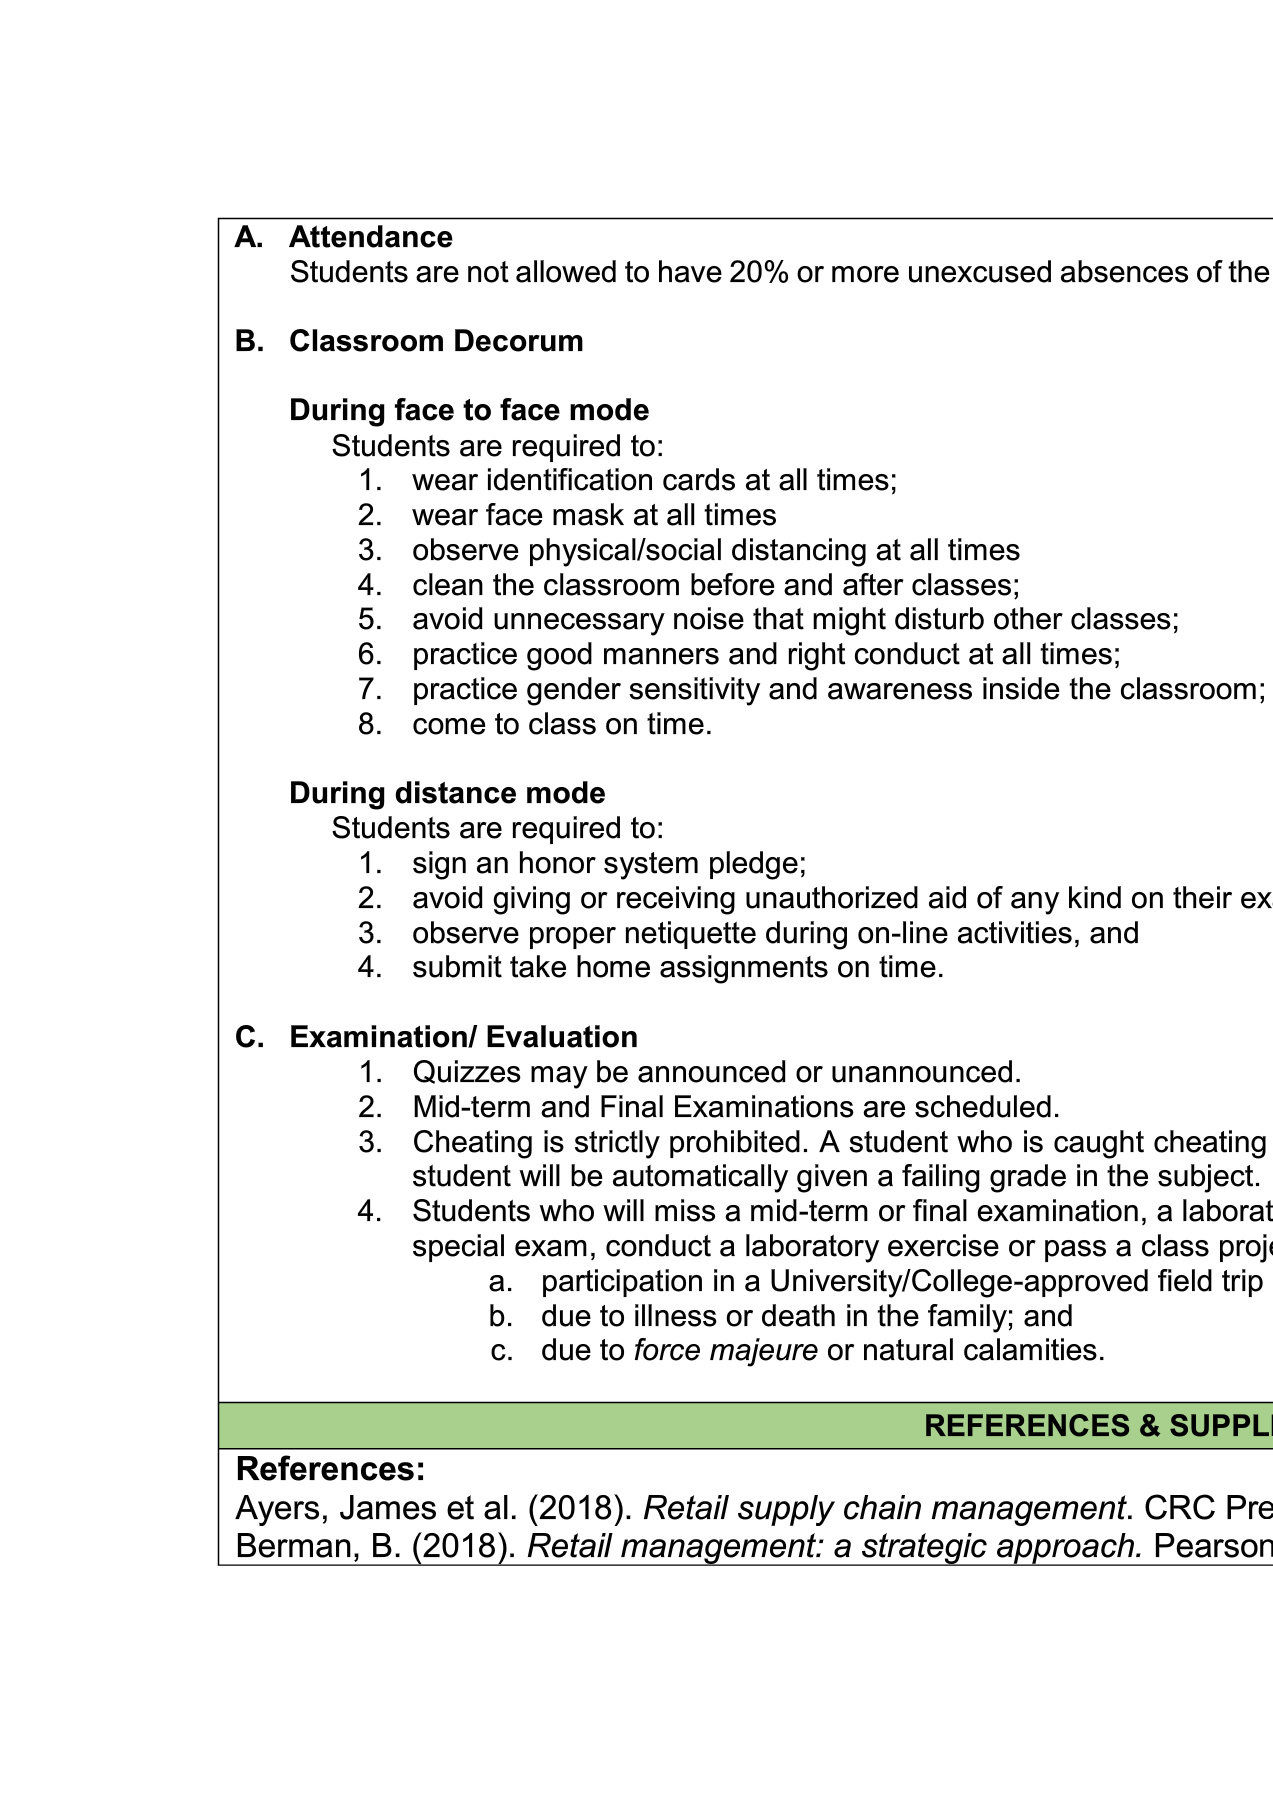 A. Attendance
Students are not allowed to have 20% or more unexcused absences of the
B. Classroom Decorum
During face to face mode
Students are required to:
1. wear identification cards at all times;
2. wear face mask at all times
3. observe physical/social distancing at all times
4. clean the classroom before and after classes;
5. avoid unnecessary noise that might disturb other classes;
6. practice good manners and right conduct at all times;
7. practice gender sensitivity and awareness inside the classroom;
8. come to class on time.
During distance mode
Students are required to:
1. sign an honor system pledge;
2. avoid giving or receiving unauthorized aid of any kind on their
3. observe proper netiquette during on-line activities, and
4. submit take home assignments on time.
C. Examination/ Evaluation
1. Quizzes may be announced or unannounced.
2. Mid-term and Final Examinations are scheduled.
3. Cheating is strictly prohibited. A student who is caught cheating
student will be automatically given a failing grade in the subject.
4. Students who will miss a mid-term or final examination, a
special exam, conduct a laboratory exercise or pass a class
a. participation in a University/College-approved field trip
b. due to illness or death in the family; and
c. due to force majeure or natural calamities.
REFERENCES &
References:
Ayers, James et al. (2018). Retail supply chain management. CRC
Berman, B. (2018). Retail management: a strategic approach. Pearson